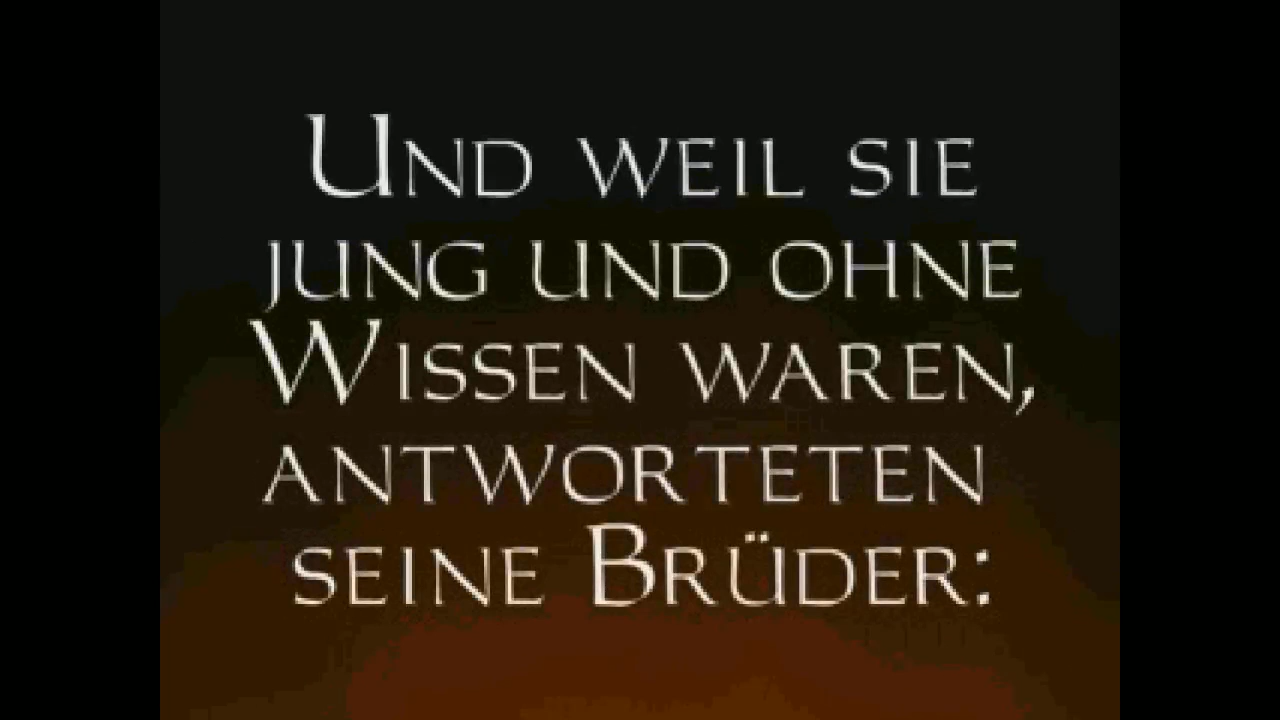 Und weil sie
jung und ohne
Wissen waren,
antworteten
seine Brüder: